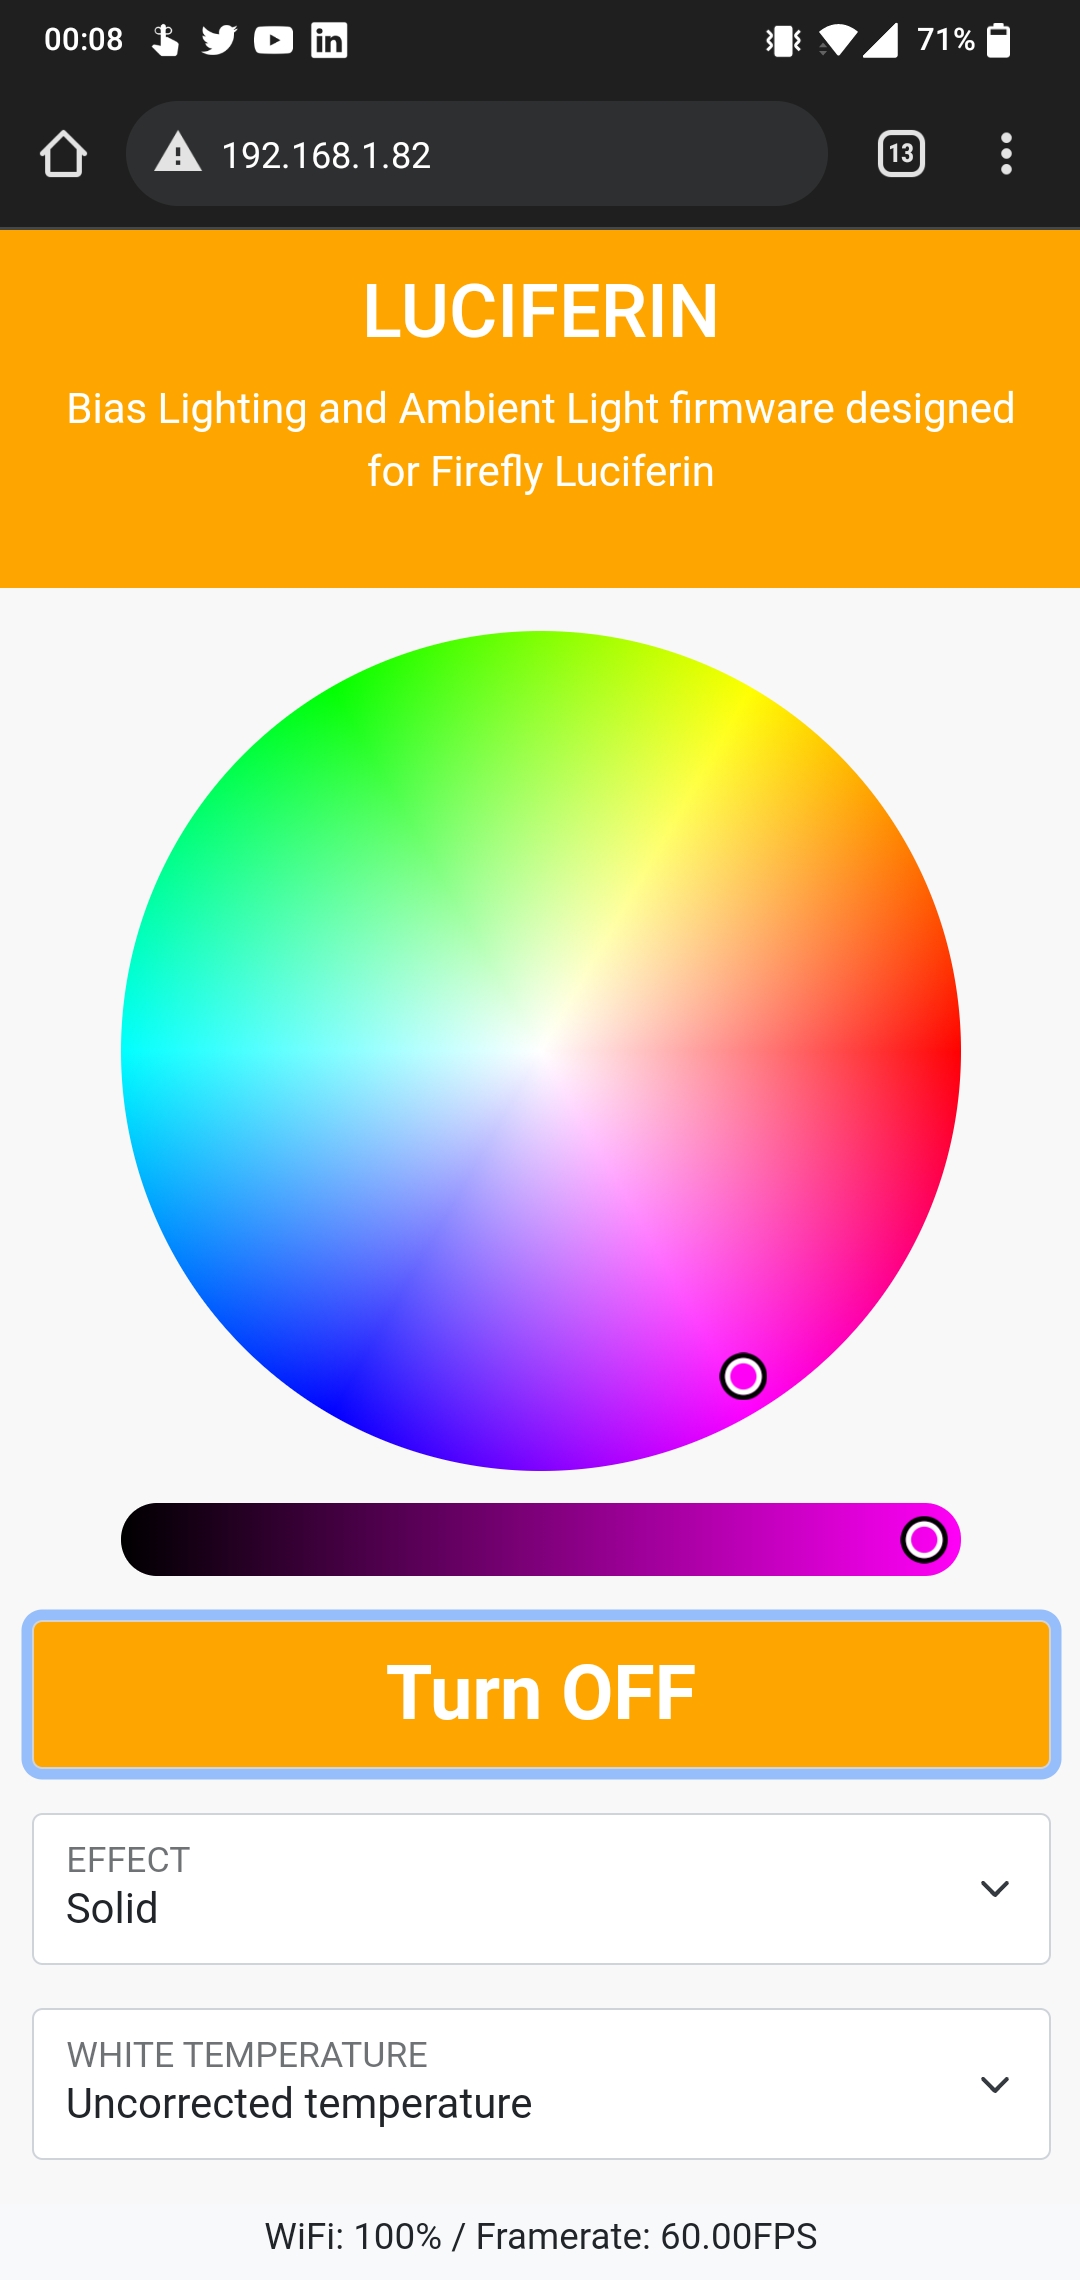 00:08
in
71%
192.168.1.82
13
LUCIFERIN
Bias Lighting and Ambient Light firmware designed
for Firefly Luciferin
Turn OFF
EFFECT
Solid
WHITE TEMPERATURE
Uncorrected temperature
WiFi: 100% / Framerate: 60.00FPS